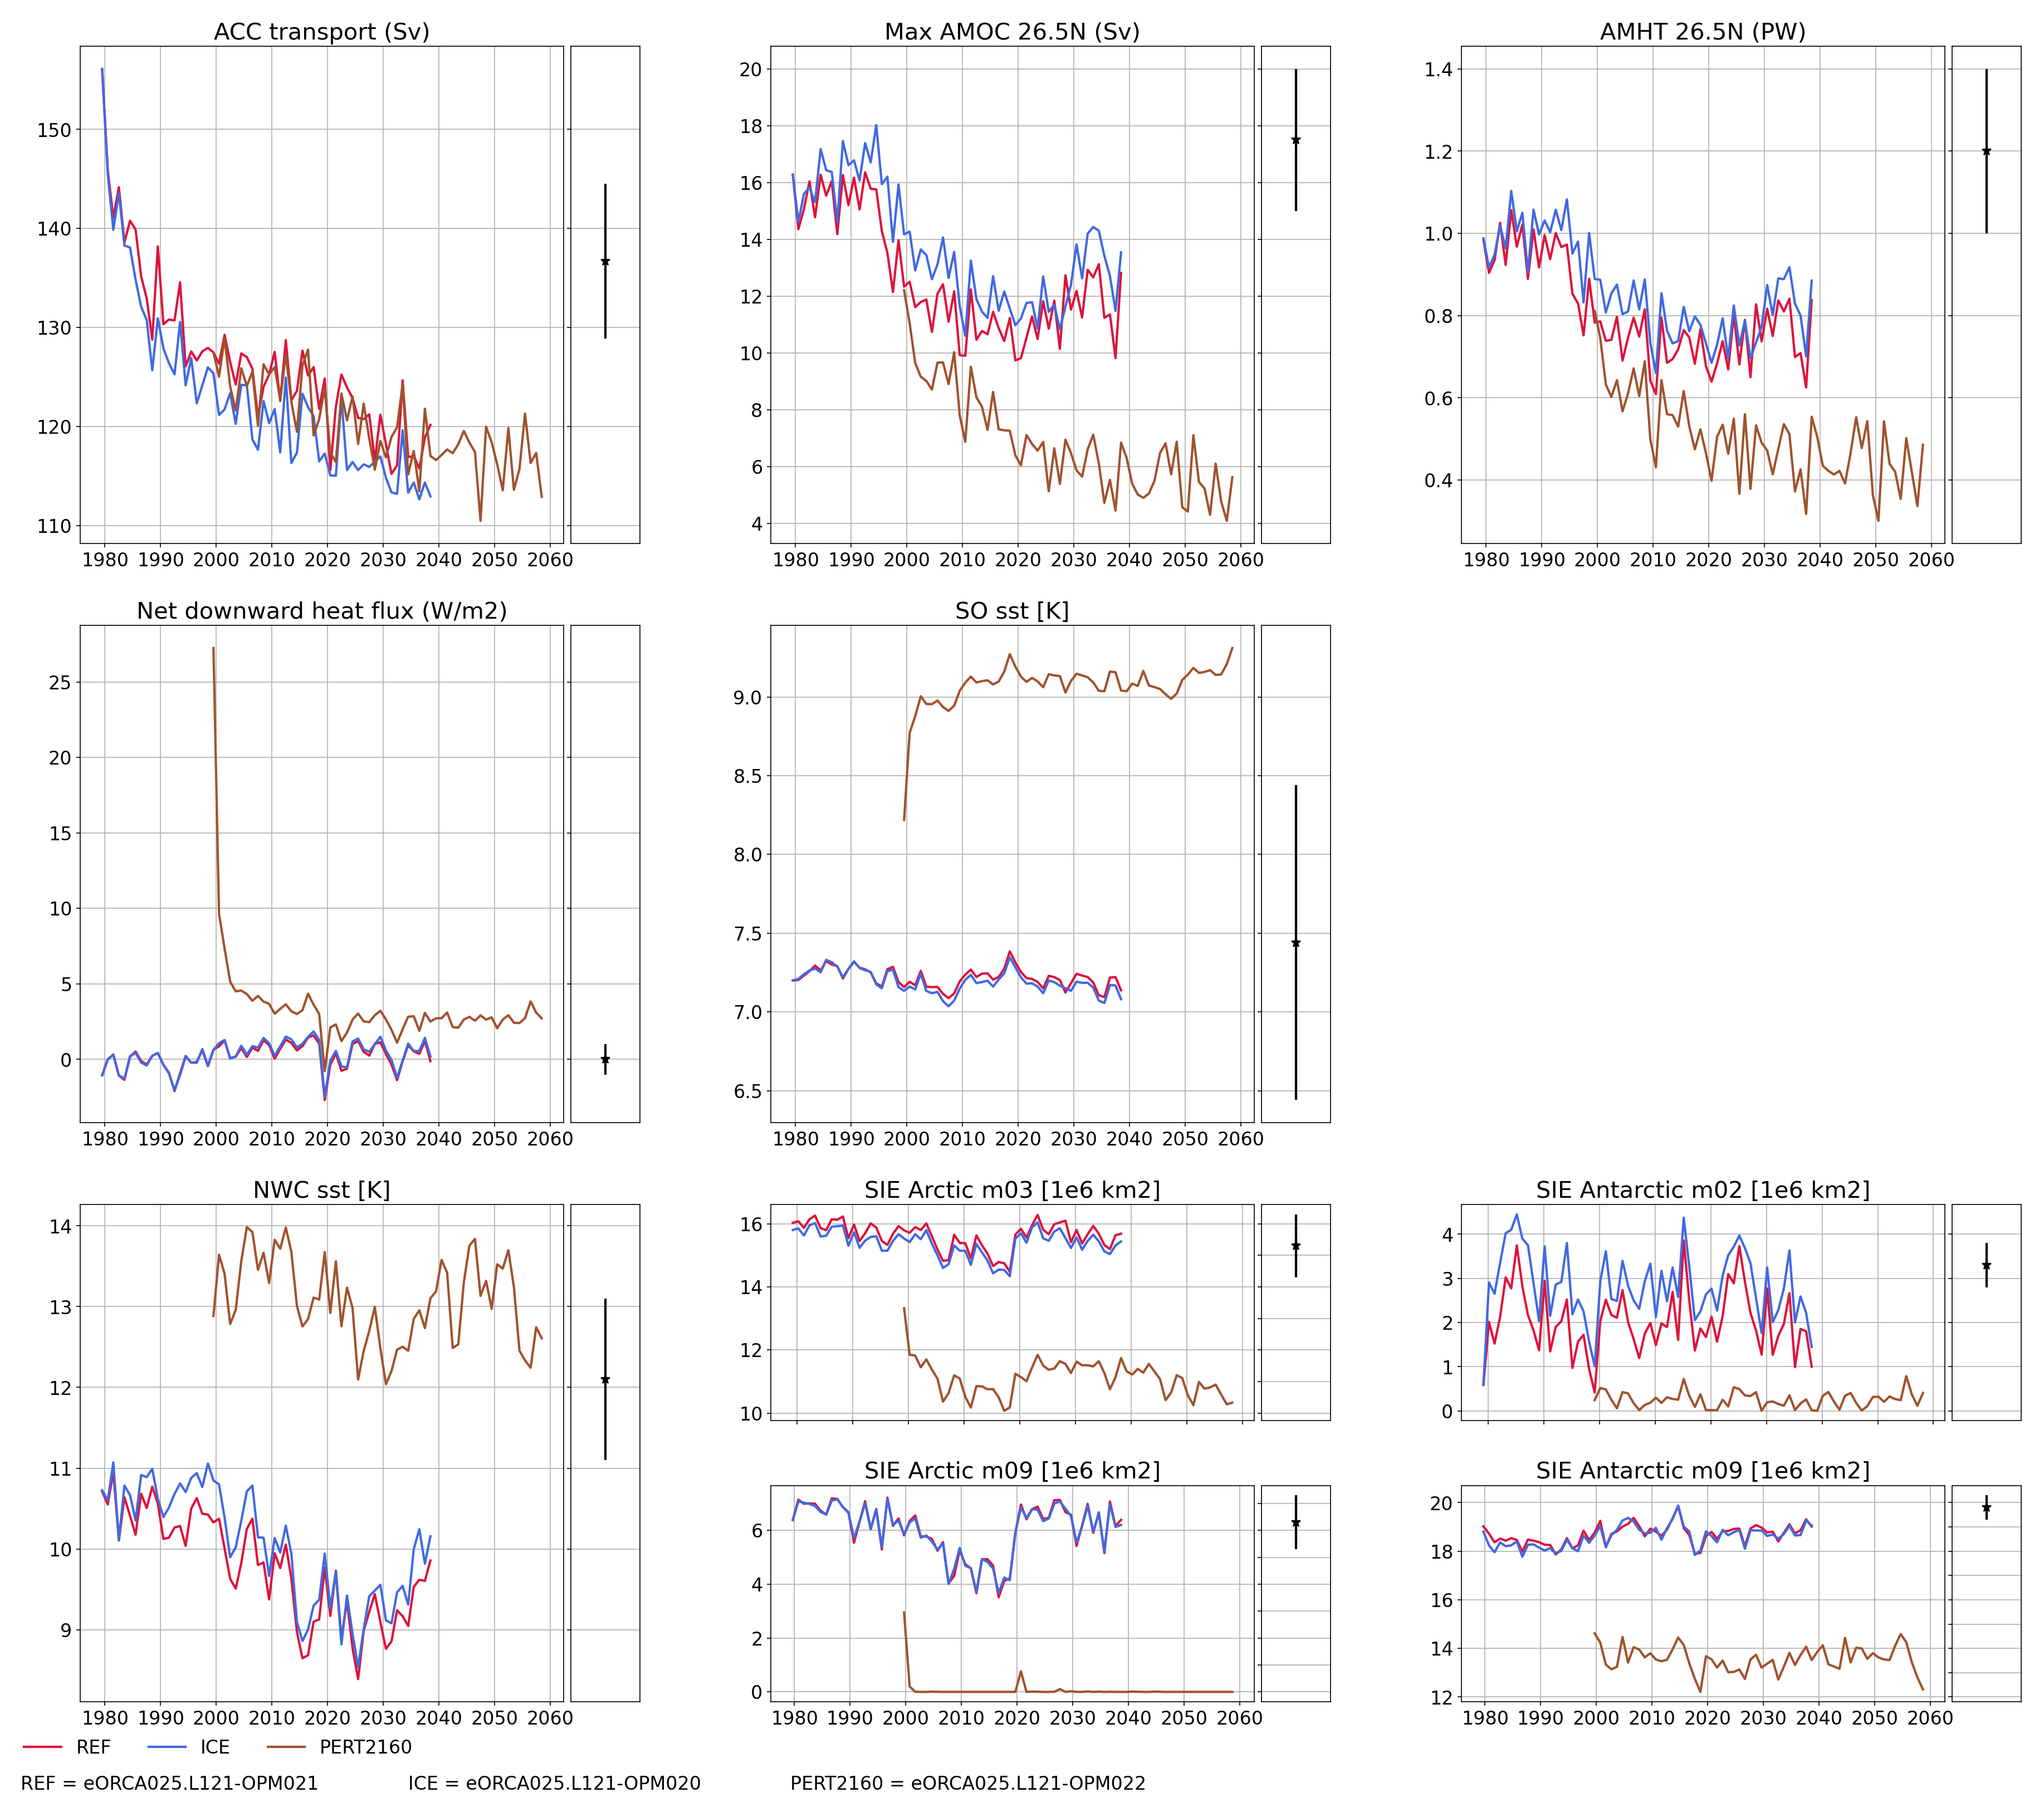 ACC transport (Sv)
Max AMOC 26.5N (Sv)
AMHT 26.5N (PW)
150
140
130
120
110
1980 1990 2000 2010 2020 2030 2040 2050 2060
20
18
16
14
12
10
8
6
4
1980 1990 2000 2010 2020 2030 2040 2050 2060
1.4
1.2
1.0
0.8
0.6
0.4
1980 1990 2000 2010 2020 2030 2040 2050 2060
Net downward heat flux (W/m2)
SO sst [K]
25
20
15
10
5
0
1980 1990 2000 2010 2020 2030 2040 2050 2060
9.0
8.5
8.0
7.5
7.0
6.5
1980 1990 2000 2010 2020 2030 2040 2050 2060
NWC sst [K]
SIE Arctic m03 [1e6 km2]
SIE Antarctic m02 [1e6 km2]
14
13
12
11
10
9
1980 1990 2000 2010 2020 2030 2040 2050 2060
16
14
12
10
4
3
2
1
0
SIE Arctic m09 [1e6 km2]
SIE Antarctic m09 [1e6 km2]
6
4
2
0
1980 1990 2000 2010 2020 2030 2040 2050 2060
20
18
16
14
12
1980 1990 2000 2010 2020 2030 2040 2050 2060
REF ICE PERT2160
REF = eORCA025.L121-OPM021 ICE = eORCA025.L121-OPM020 PERT2160 = eORCA025.L121-OPM022